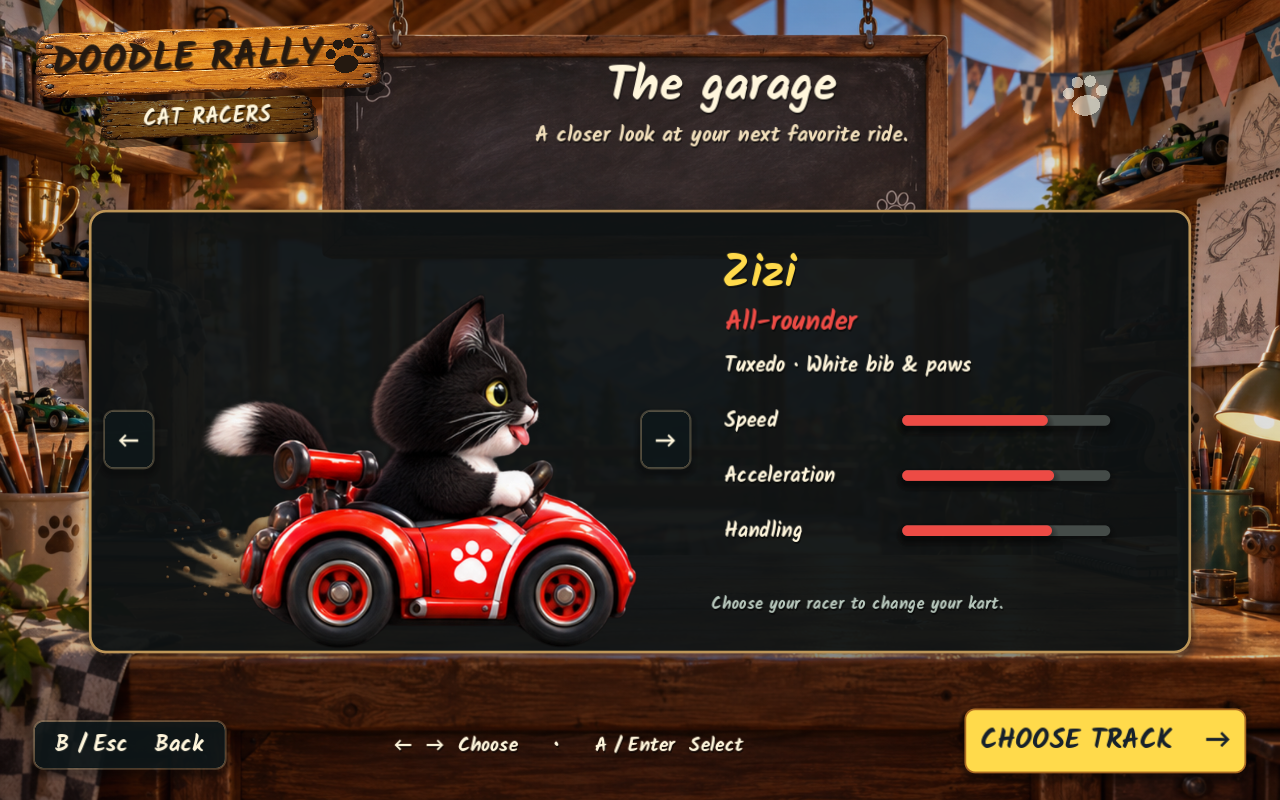 DOODLE RALLY
CAT RACERS
The garage
A closer look at your next favorite ride.
Zizi
All-rounder
Tuxedo · White bib & paws
Speed
Acceleration
Handling
Choose your racer to change your kart.
B / Esc Back
← → Choose · A / Enter Select
CHOOSE TRACK →